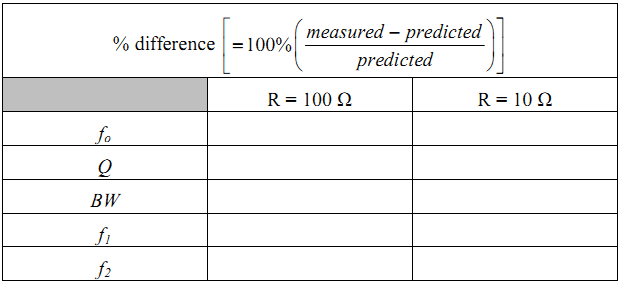 % difference [=100%((measured − predicted)/predicted)]
R = 100 Ω R = 10 Ω
fo
Q
BW
f1
f2